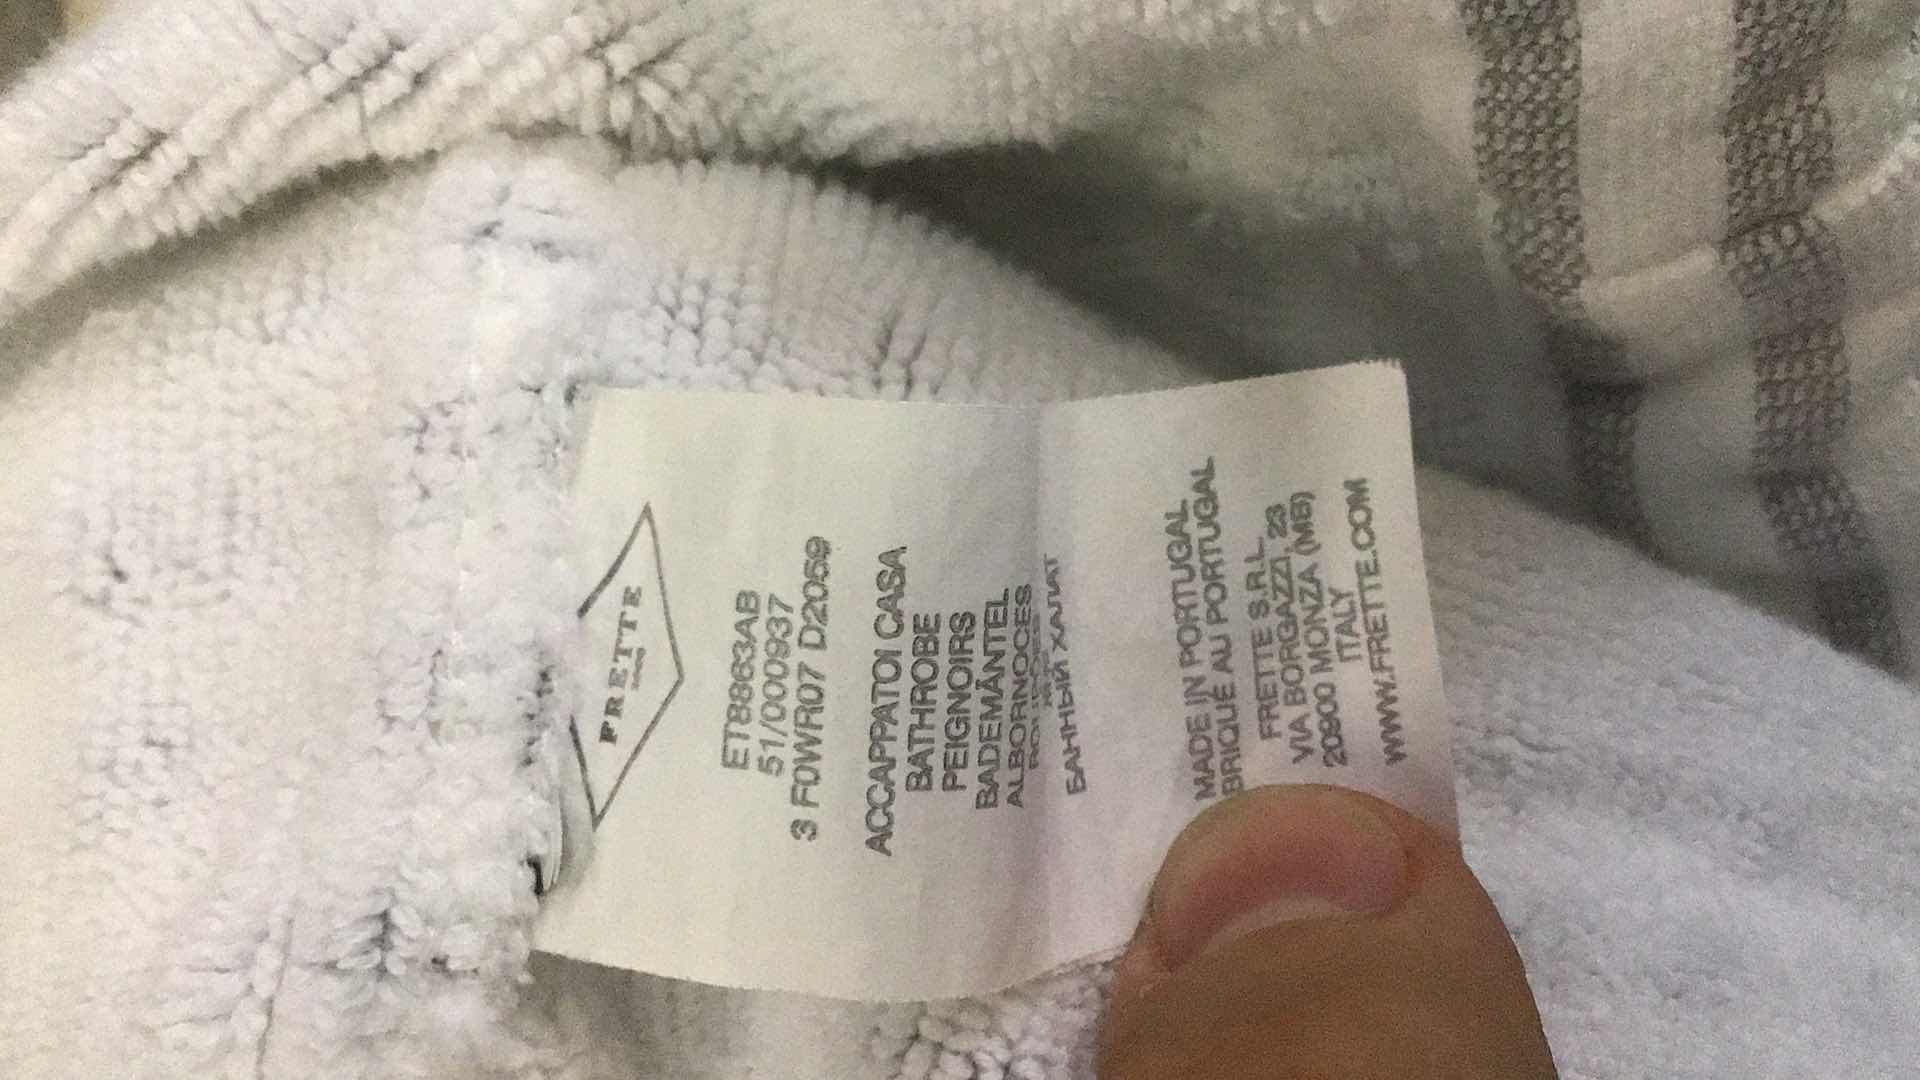 FRETTE
ET8863AB
51/000937
3 F0WR07 D2059
ACCAPPATOI CASA
BATHROBE
PEIGNOIRS
BADEMÄNTEL
ALBORNOCES
БАННЫЙ ХАЛАТ
MADE IN PORTUGAL
BRIQUE AU PORTUGAL
FRETTE S.R.L.
VIA BORGAZZI, 23
20900 MONZA (MB)
ITALY
WWW.FRETTE.COM